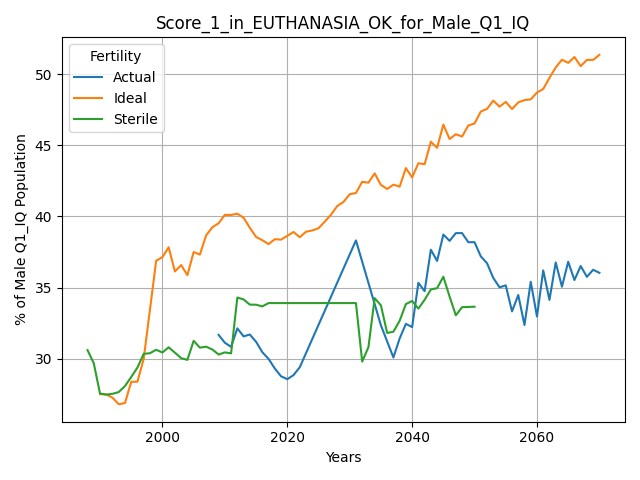 Score_1_in_EUTHANASIA_OK_for_Male_Q1_IQ
Fertility
Actual
Ideal
Sterile
% of Male Q1_IQ Population
50
45
40
35
30
2000
2020
2040
2060
Years